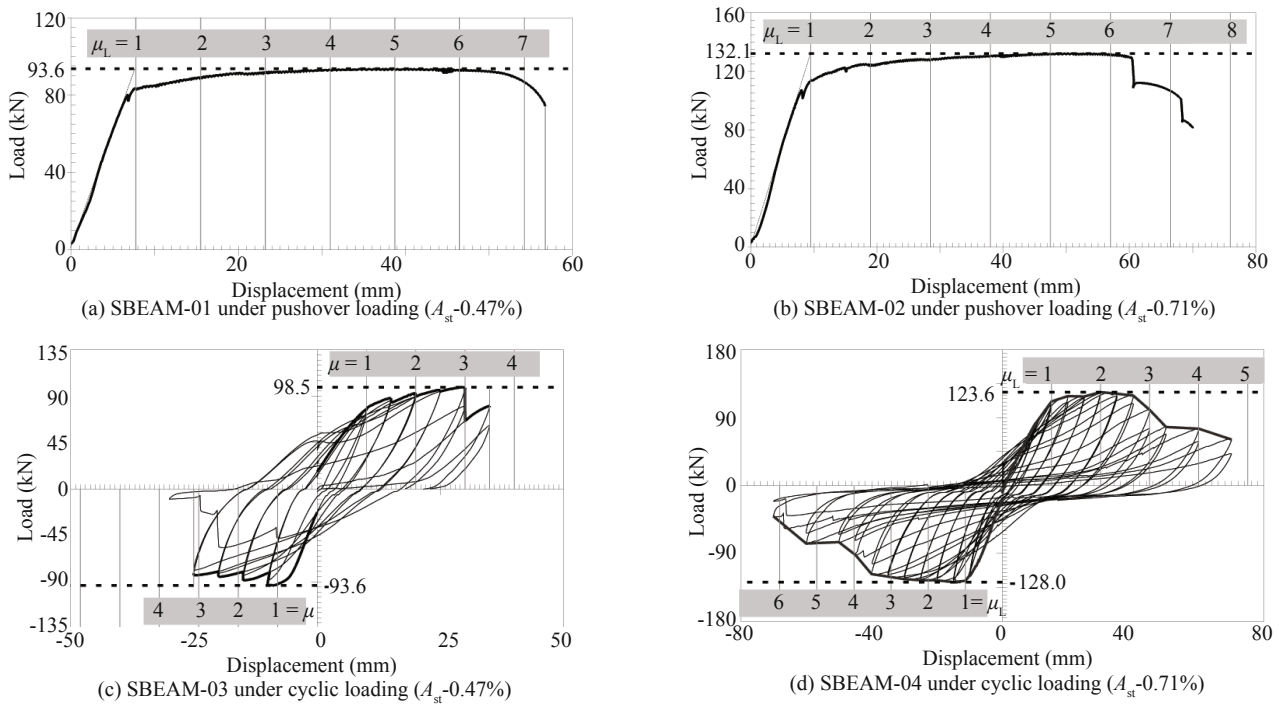 120
μL = 1 2 3 4 5 6 7
93.6
80
40
0
Load (kN)
0 20 40 60
Displacement (mm)
(a) SBEAM-01 under pushover loading (Ast-0.47%)
160
μL = 1 2 3 4 5 6 7 8
132.1
120
80
40
0
Load (kN)
0 20 40 60 80
Displacement (mm)
(b) SBEAM-02 under pushover loading (Ast-0.71%)
135
μ = 1 2 3 4
98.5
90
45
0
-45
-90
-93.6
4 3 2 1 = μ
-135
Load (kN)
-50 -25 0 25 50
Displacement (mm)
(c) SBEAM-03 under cyclic loading (Ast-0.47%)
180
μL = 1 2 3 4 5
123.6
90
0
-90
-128.0
6 5 4 3 2 1= μL
-180
Load (kN)
-80 -40 0 40 80
Displacement (mm)
(d) SBEAM-04 under cyclic loading (Ast-0.71%)